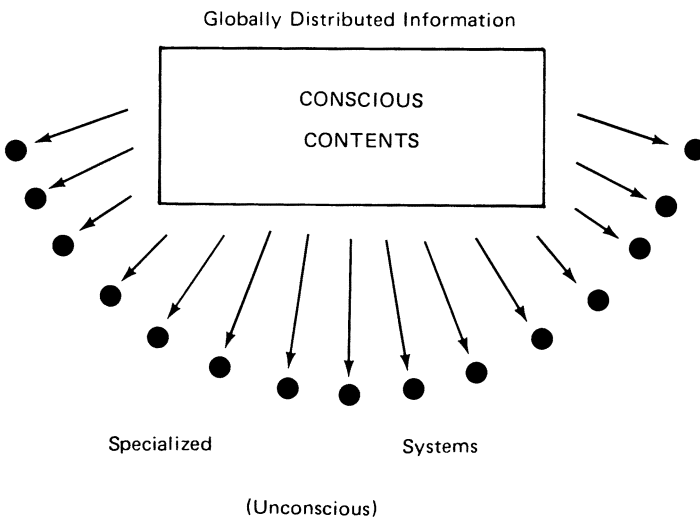 Globally Distributed Information
CONSCIOUS
CONTENTS
Specialized Systems
(Unconscious)